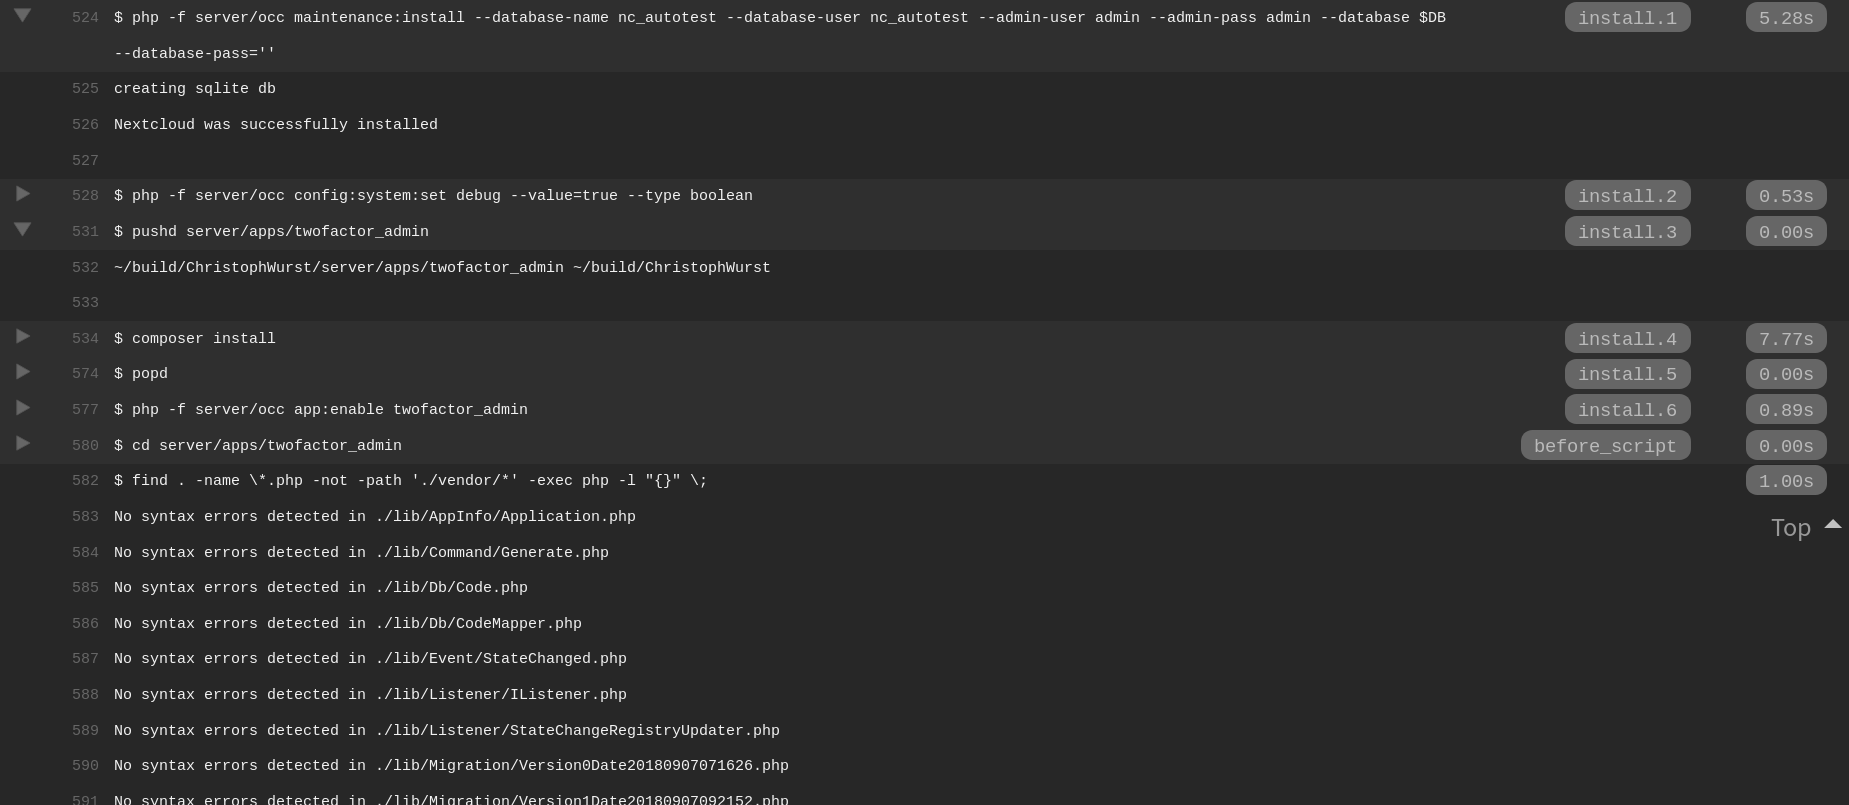 524 $ php -f server/occ maintenance:install --database-name nc_autotest --database-user nc_autotest --admin-user admin --admin-pass admin --database $DB install.1 5.28s
--database-pass=''
525 creating sqlite db
526 Nextcloud was successfully installed
527
528 $ php -f server/occ config:system:set debug --value=true --type boolean install.2 0.53s
531 $ pushd server/apps/twofactor_admin install.3 0.00s
532 ~/build/ChristophWurst/server/apps/twofactor_admin ~/build/ChristophWurst
533
534 $ composer install install.4 7.77s
574 $ popd install.5 0.00s
577 $ php -f server/occ app:enable twofactor_admin install.6 0.89s
580 $ cd server/apps/twofactor_admin before_script 0.00s
582 $ find . -name \*.php -not -path './vendor/*' -exec php -l "{}" \; 1.00s
583 No syntax errors detected in ./lib/AppInfo/Application.php
Top
584 No syntax errors detected in ./lib/Command/Generate.php
585 No syntax errors detected in ./lib/Db/Code.php
586 No syntax errors detected in ./lib/Db/CodeMapper.php
587 No syntax errors detected in ./lib/Event/StateChanged.php
588 No syntax errors detected in ./lib/Listener/IListener.php
589 No syntax errors detected in ./lib/Listener/StateChangeRegistryUpdater.php
590 No syntax errors detected in ./lib/Migration/Version0Date20180907071626.php
591 No syntax errors detected in ./lib/Migration/Version1Date20180907092152.php